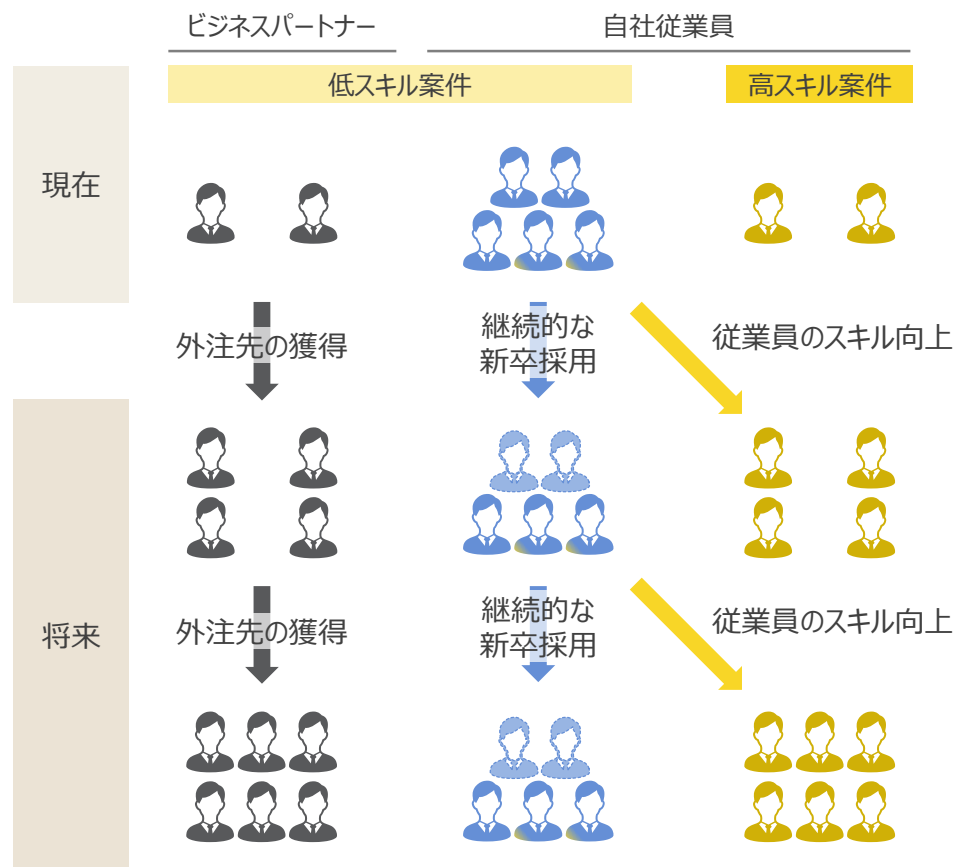 ビジネスパートナー
自社従業員
低スキル案件
高スキル案件
現在
外注先の獲得
継続的な
新卒採用
従業員のスキル向上
将来
外注先の獲得
継続的な
新卒採用
従業員のスキル向上